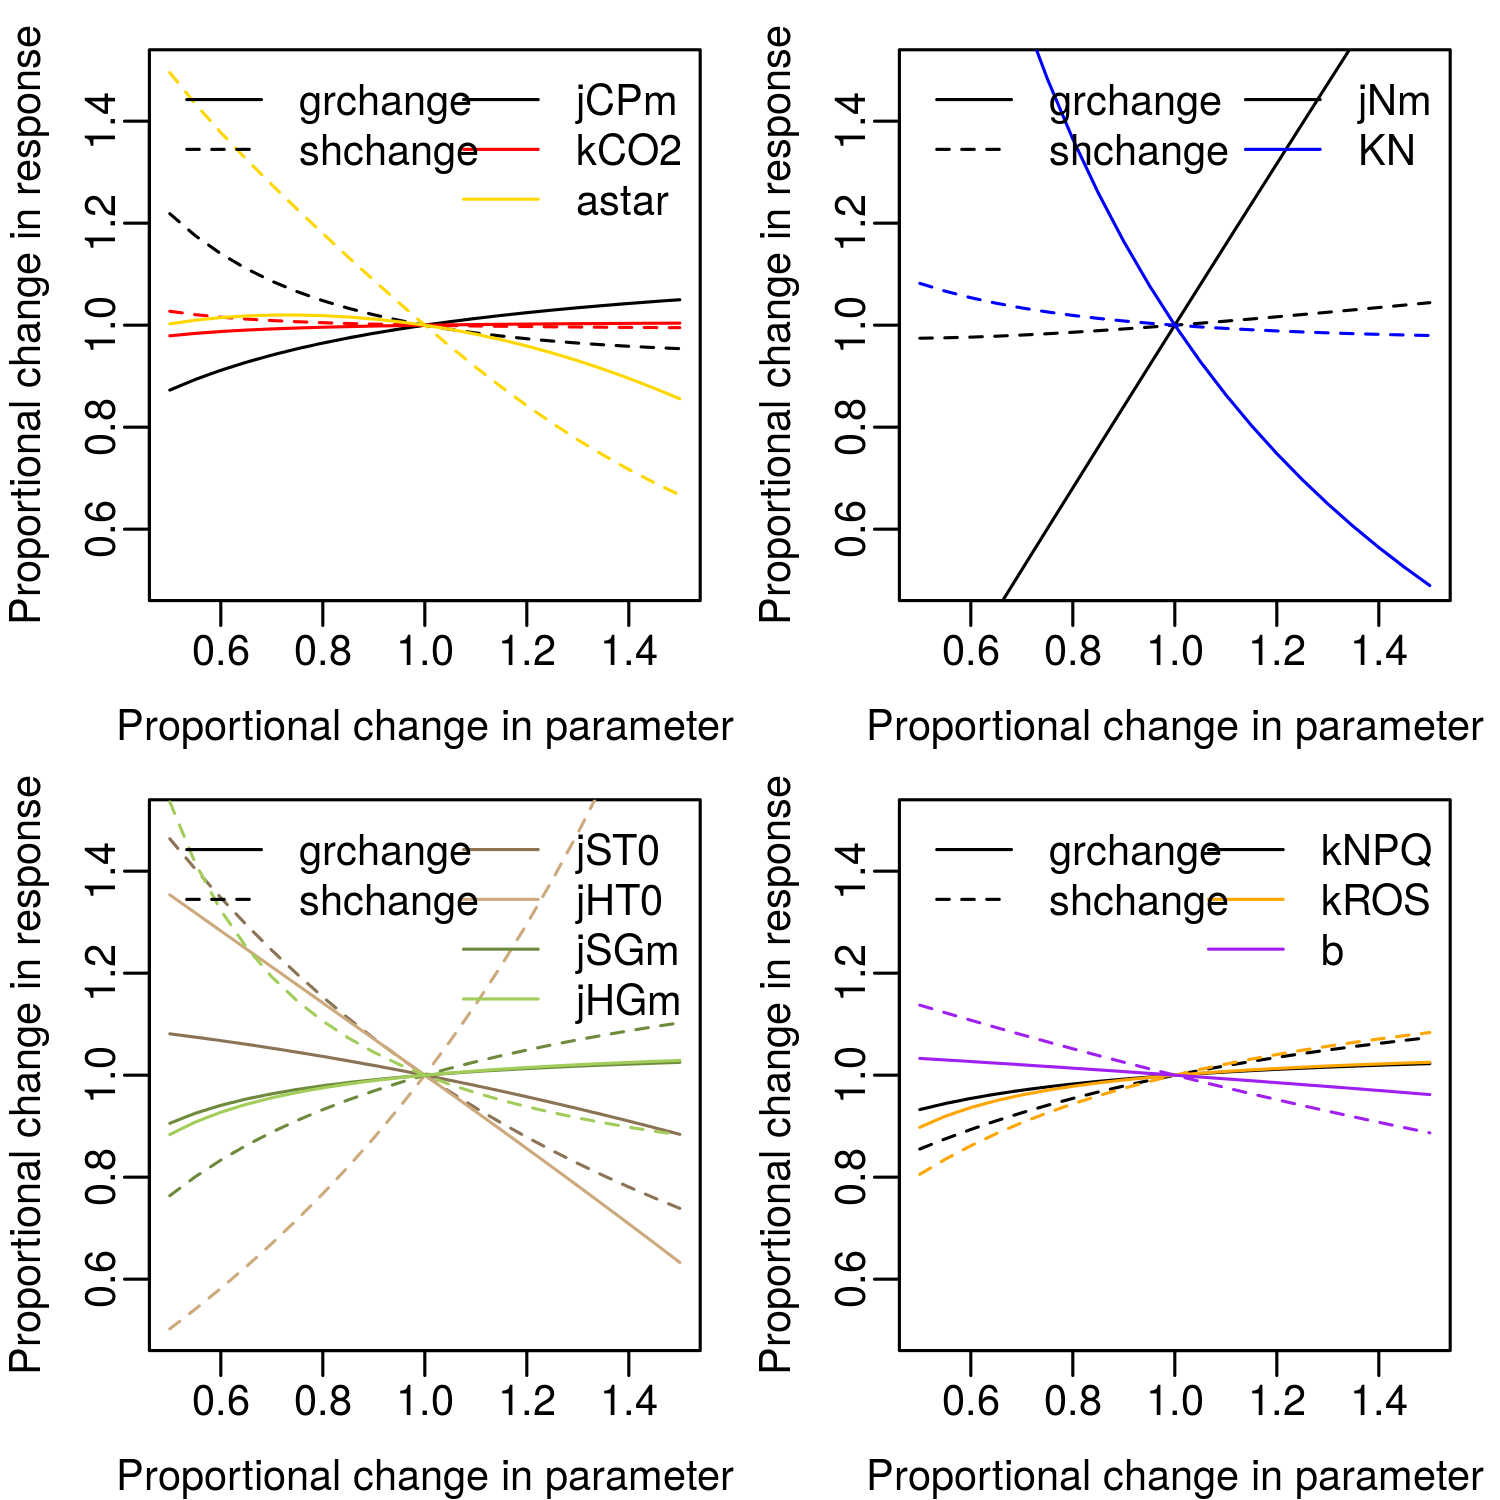 Proportional change in response
1.4
1.2
1.0
0.8
0.6
grchange
shchange
jCPm
kCO2
astar
0.6 0.8 1.0 1.2 1.4
Proportional change in parameter
Proportional change in response
1.4
1.2
1.0
0.8
0.6
grchange
shchange
jNm
KN
0.6 0.8 1.0 1.2 1.4
Proportional change in parameter
Proportional change in response
1.4
1.2
1.0
0.8
0.6
grchange
shchange
jST0
jHT0
jSGm
jHGm
0.6 0.8 1.0 1.2 1.4
Proportional change in parameter
Proportional change in response
1.4
1.2
1.0
0.8
0.6
grchange
shchange
kNPQ
kROS
b
0.6 0.8 1.0 1.2 1.4
Proportional change in parameter